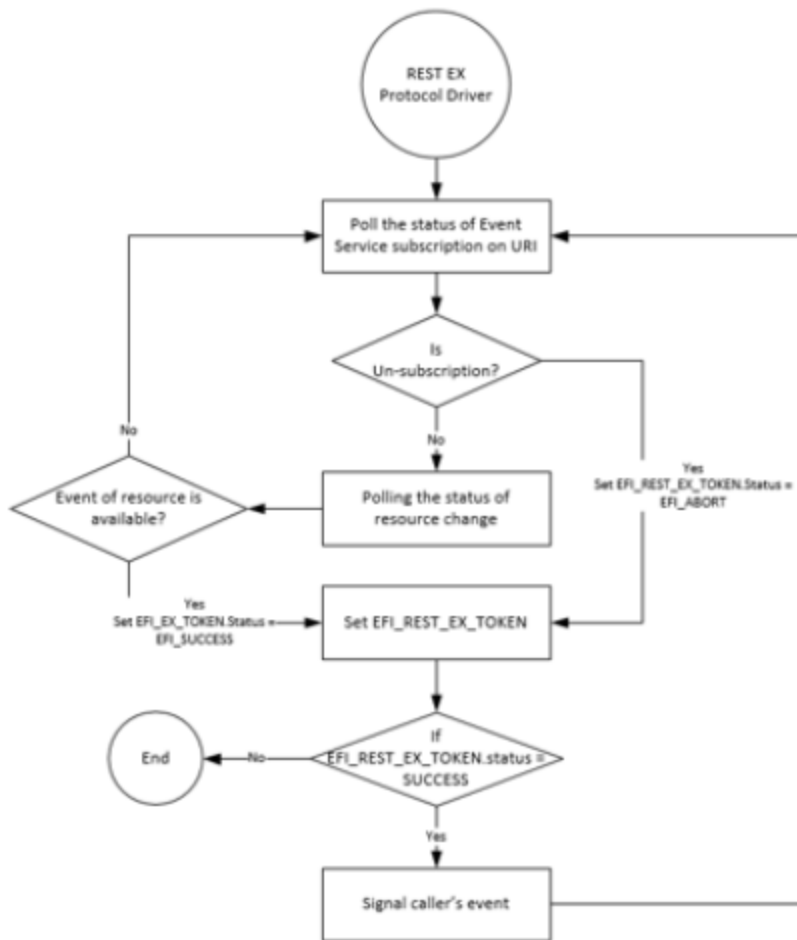 REST EX
Protocol Driver
Poll the status of Event
Service subscription on URI
Is
Un-subscription?
No
No
Yes
Set EFI_REST_EX_TOKEN.Status =
EFI_ABORT
Event of resource is
available?
Polling the status of
resource change
Yes
Set EFI_EX_TOKEN.Status =
EFI_SUCCESS
Set EFI_REST_EX_TOKEN
If
EFI_REST_EX_TOKEN.status =
SUCCESS
No
End
Yes
Signal caller's event